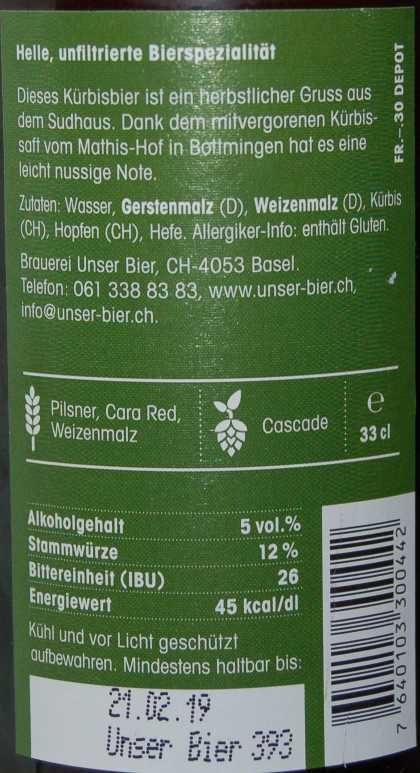 Helle, unfiltrierte Bierspezialität
Dieses Kürbisbier ist ein herbstlicher Gruss aus
dem Sudhaus. Dank dem mitvergorenen Kürbis-
saft vom Mathis-Hof in Bottmingen hat es eine
leicht nussige Note.
FR.–.30 DEPOT
Zutaten: Wasser, Gerstenmalz (D), Weizenmalz (D), Kürbis
(CH), Hopfen (CH), Hefe. Allergiker-Info: enthält Gluten.
Brauerei Unser Bier, CH-4053 Basel.
Telefon: 061 338 83 83, www.unser-bier.ch,
info@unser-bier.ch.
Pilsner, Cara Red,
Weizenmalz
Cascade
℮
33 cl
Alkoholgehalt 5 vol.%
Stammwürze 12 %
Bittereinheit (IBU) 26
Energiewert 45 kcal/dl
Kühl und vor Licht geschützt
aufbewahren. Mindestens haltbar bis:
21.02.19
Unser Bier 393
7 640103 300442